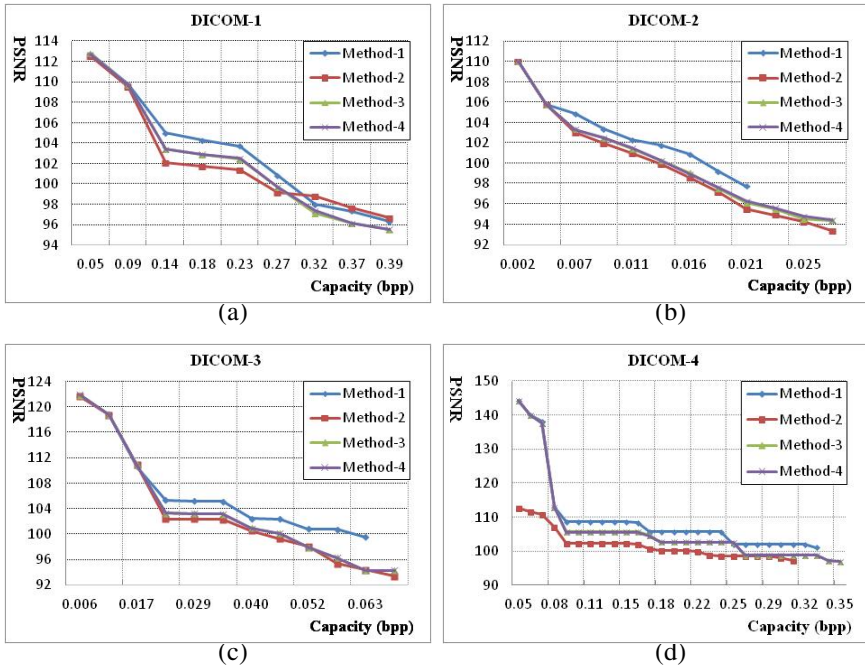 DICOM-1
PSNR
114
112
110
108
106
104
102
100
98
96
94
Method-1
Method-2
Method-3
Method-4
0.05 0.09 0.14 0.18 0.23 0.27 0.32 0.37 0.39
Capacity (bpp)
(a)
DICOM-2
PSNR
112
110
108
106
104
102
100
98
96
94
92
Method-1
Method-2
Method-3
Method-4
0.002 0.007 0.011 0.016 0.021 0.025
Capacity (bpp)
(b)
DICOM-3
PSNR
124
120
116
112
108
104
100
96
92
Method-1
Method-2
Method-3
Method-4
0.006 0.017 0.029 0.040 0.052 0.063
Capacity (bpp)
(c)
DICOM-4
PSNR
150
140
130
120
110
100
90
Method-1
Method-2
Method-3
Method-4
0.05 0.08 0.11 0.15 0.18 0.22 0.25 0.29 0.32 0.35
Capacity (bpp)
(d)